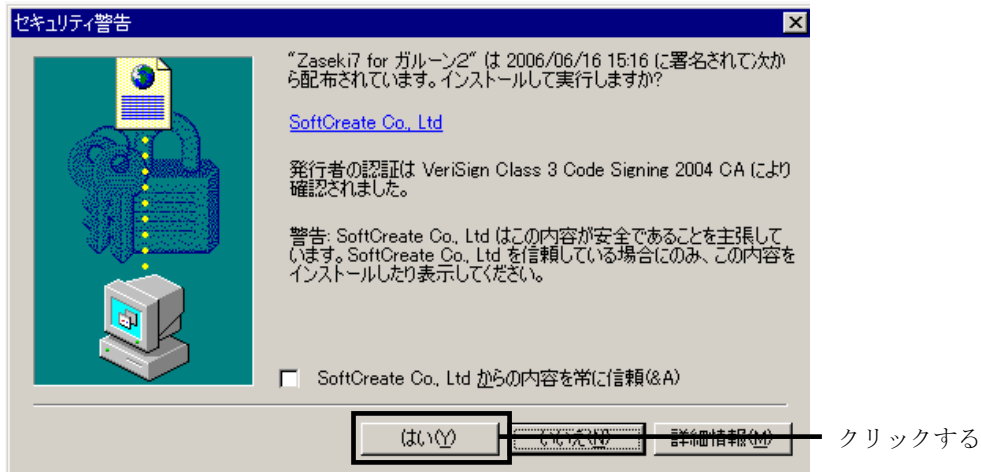 セキュリティ警告
"Zaseki7 for ガルーン2" は 2006/06/16 15:16 に署名されて次か
ら配布されています。インストールして実行しますか?
SoftCreate Co., Ltd
発行者の認証は VeriSign Class 3 Code Signing 2004 CA により
確認されました。
警告: SoftCreate Co., Ltd はこの内容が安全であることを主張して
います。SoftCreate Co., Ltd を信頼している場合にのみ、この内容を
インストールしたり表示してください。
SoftCreate Co., Ltd からの内容を常に信頼(&A)
はい(Y) いいえ(N) 詳細情報(M) クリックする